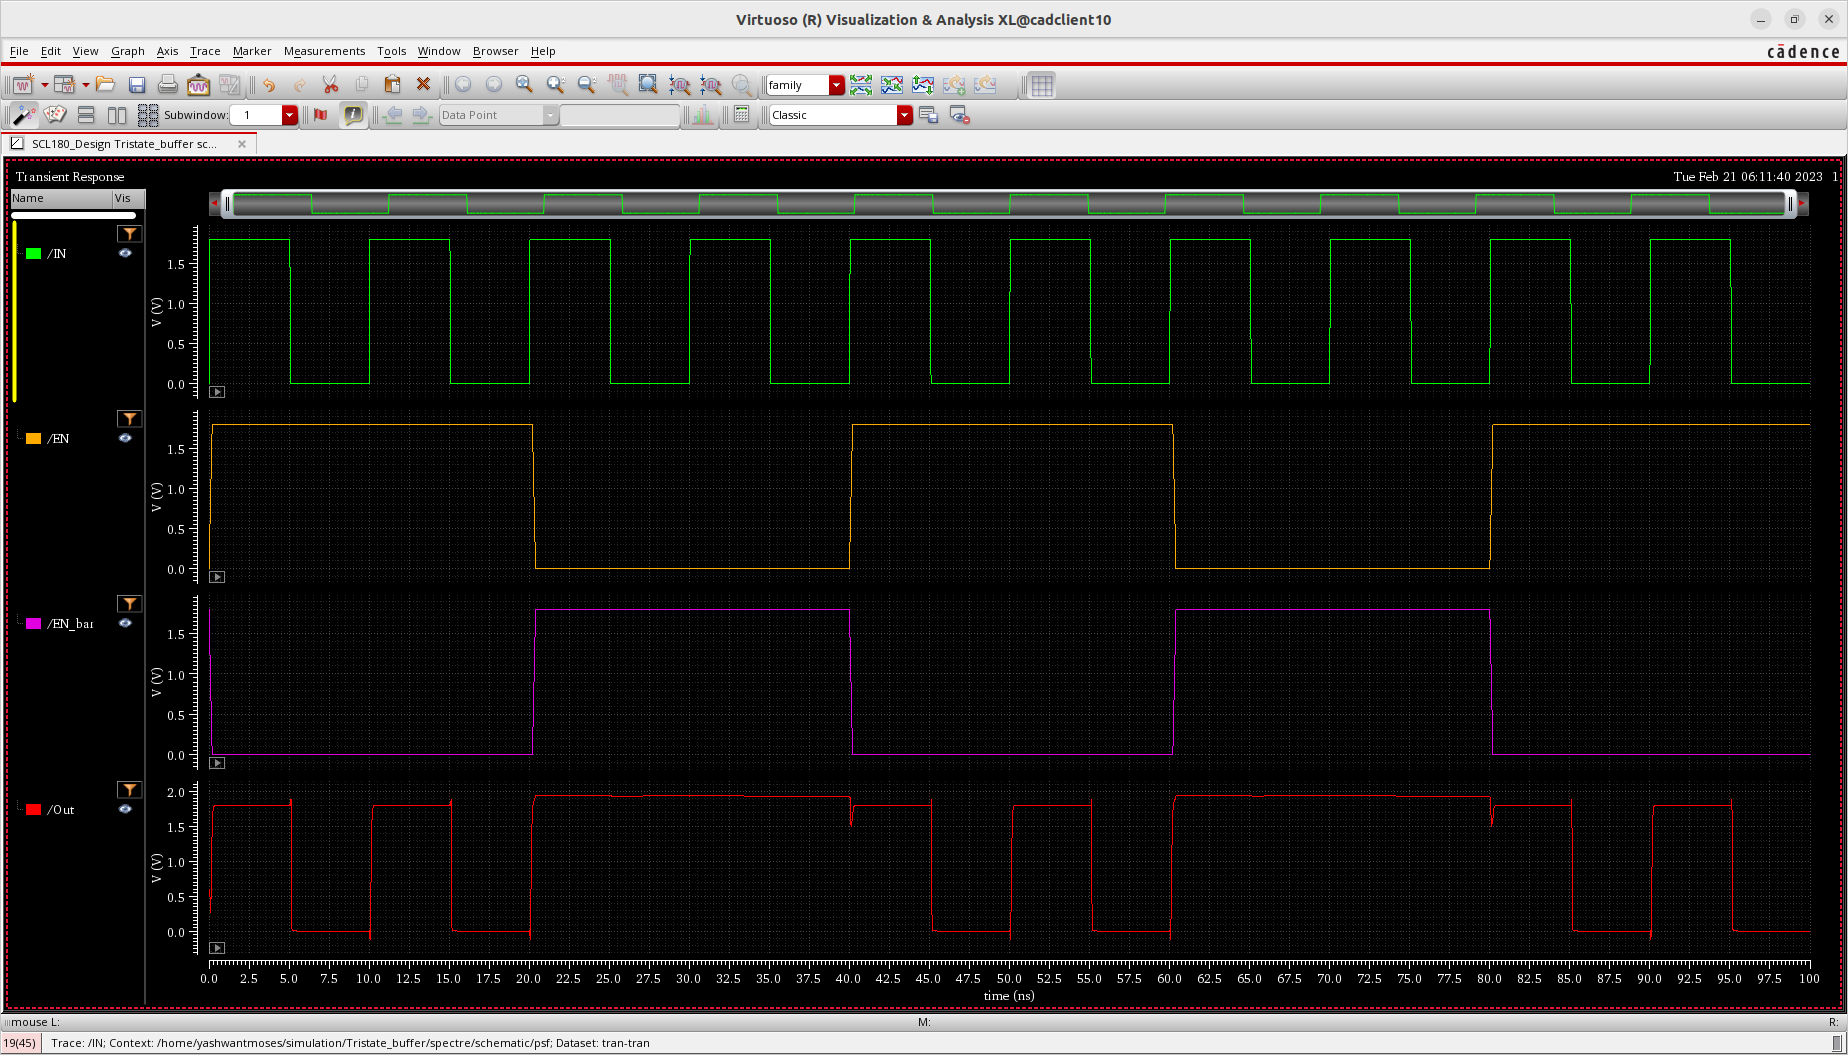 Virtuoso (R) Visualization & Analysis XL@cadclient10
File Edit View Graph Axis Trace Marker Measurements Tools Window Browser Help
cādence
family
Subwindow: 1
Data Point
Classic
SCL180_Design Tristate_buffer sc...
Transient Response
Tue Feb 21 06:11:40 2023 1
Name Vis
/IN
V (V)
1.5
1.0
0.5
0.0
/EN
V (V)
1.5
1.0
0.5
0.0
/EN_bar
V (V)
1.5
1.0
0.5
0.0
/Out
V (V)
2.0
1.5
1.0
0.5
0.0
0.0 2.5 5.0 7.5 10.0 12.5 15.0 17.5 20.0 22.5 25.0 27.5 30.0 32.5 35.0 37.5 40.0 42.5 45.0 47.5 50.0 52.5 55.0 57.5 60.0 62.5 65.0 67.5 70.0 72.5 75.0 77.5 80.0 82.5 85.0 87.5 90.0 92.5 95.0 97.5 100
time (ns)
mouse L: M: R:
19(45) Trace: /IN; Context: /home/yashwantmoses/simulation/Tristate_buffer/spectre/schematic/psf; Dataset: tran-tran